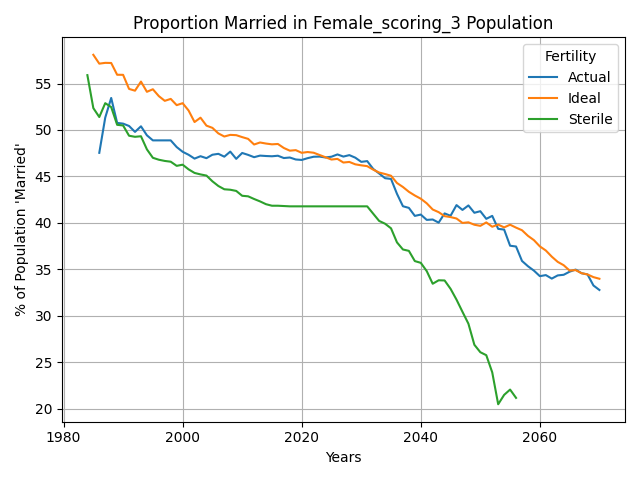 Proportion Married in Female_scoring_3 Population
% of Population 'Married'
55
50
45
40
35
30
25
20
1980
2000
2020
2040
2060
Years
Fertility
Actual
Ideal
Sterile